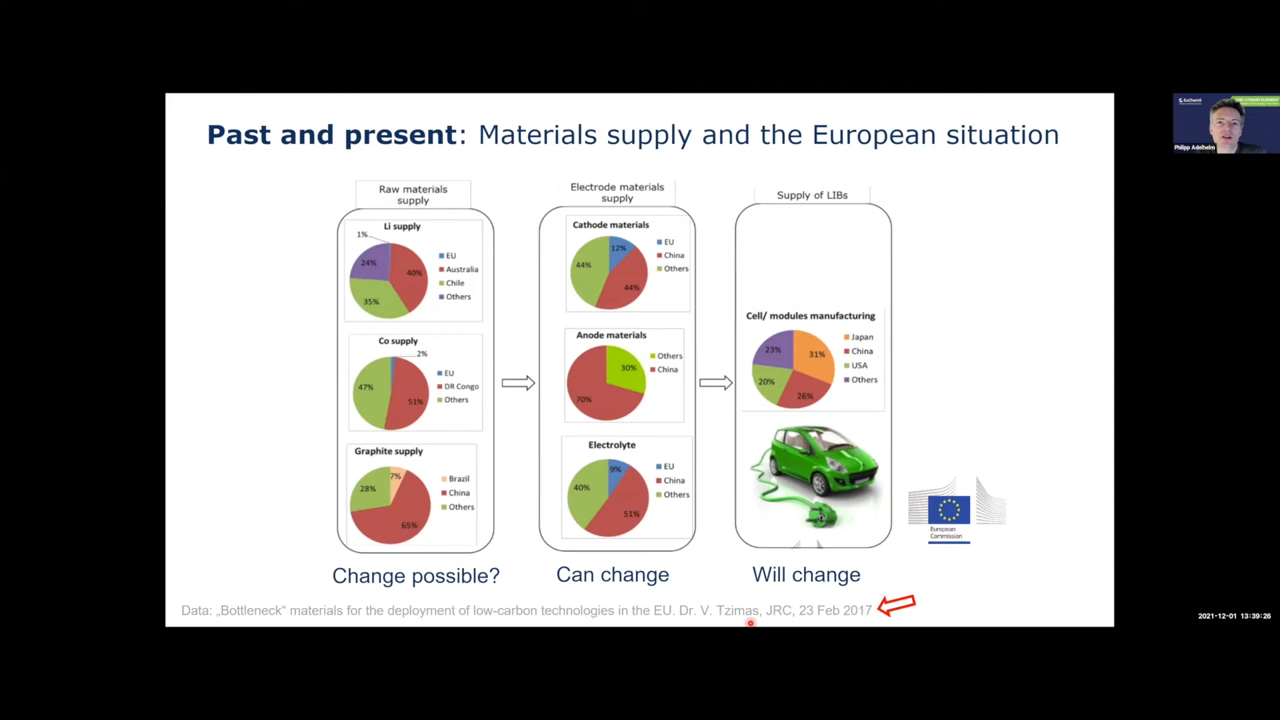 Past and present: Materials supply and the European situation
Raw materials
supply
Li supply
1%
24%
40%
35%
EU
Australia
Chile
Others
Co supply
2%
47%
51%
EU
DR Congo
Others
Graphite supply
7%
28%
65%
Brazil
China
Others
Change possible?
Electrode materials
supply
Cathode materials
12%
44%
44%
EU
China
Others
Anode materials
30%
70%
Others
China
Electrolyte
9%
40%
51%
EU
China
Others
Can change
Supply of LIBs
Cell/ modules manufacturing
23%
31%
20%
26%
Japan
China
USA
Others
Will change
European
Commission
Data: „Bottleneck“ materials for the deployment of low-carbon technologies in the EU. Dr. V. Tzimas, JRC, 23 Feb 2017
EuChemS
Philipp Adelhelm
2021-12-01 13:39:26